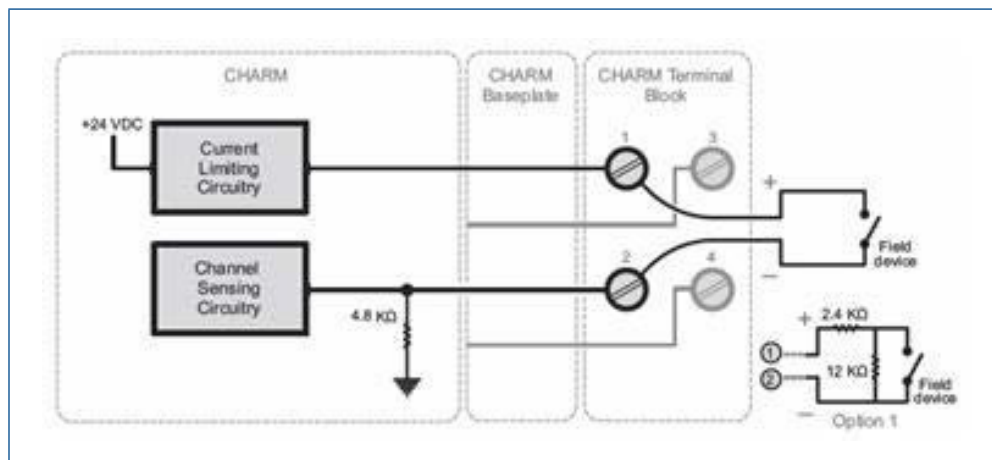 CHARM
CHARM
Baseplate
CHARM Terminal
Block
+24 VDC
Current
Limiting
Circuitry
1
3
+
Channel
Sensing
Circuitry
2
4
−
Field
device
4.8 KΩ
2.4 KΩ
+
1
12 KΩ
2
Field
device
−
Option 1